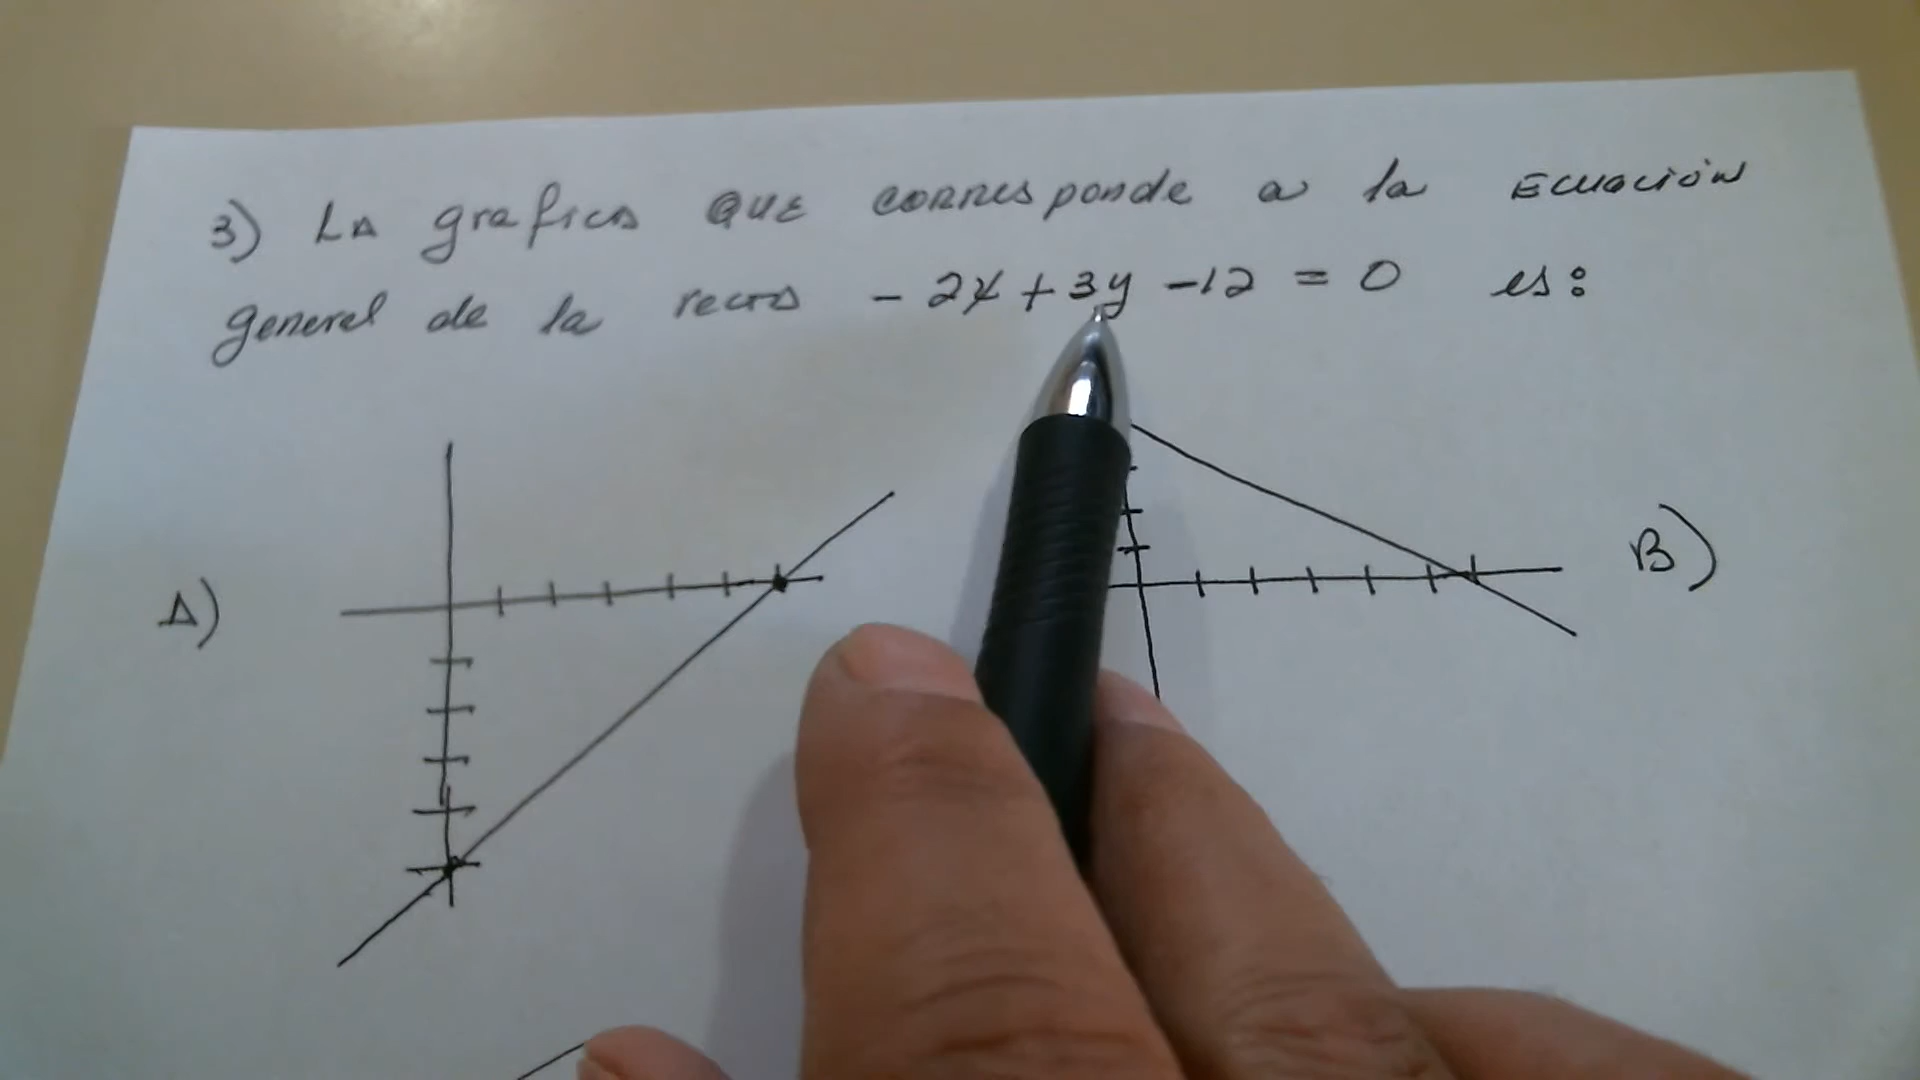 3) LA grafica QUE corresponde a la ECUACIÓN
general de la recta - 2x + 3y - 12 = 0 es:
A)
B)